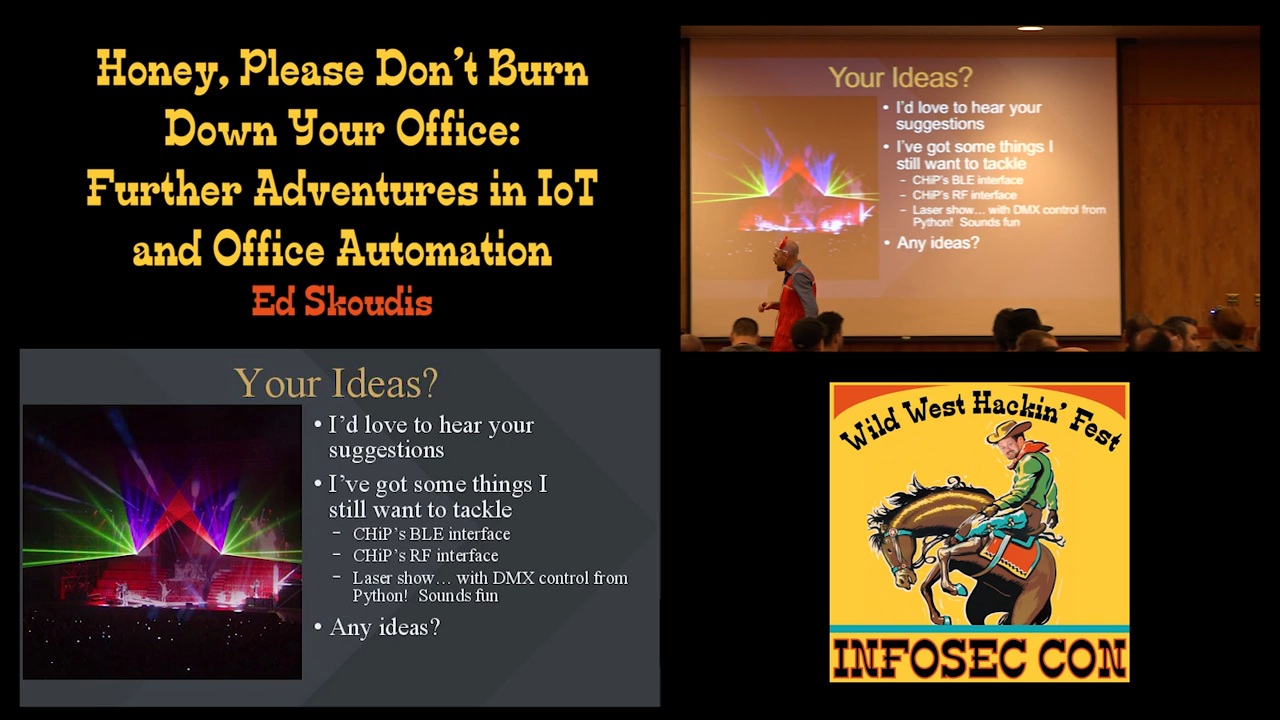 Honey, Please Don't Burn
Down Your Office:
Further Adventures in IoT
and Office Automation
Ed Skoudis
Your Ideas?
• I'd love to hear your
suggestions
• I've got some things I
still want to tackle
– CHiP's BLE interface
– CHiP's RF interface
– Laser show… with DMX control from
Python! Sounds fun
• Any ideas?
Your Ideas?
• I'd love to hear your
suggestions
• I've got some things I
still want to tackle
– CHiP's BLE interface
– CHiP's RF interface
– Laser show… with DMX control from
Python! Sounds fun
• Any ideas?
Wild West Hackin' Fest
INFOSEC CON